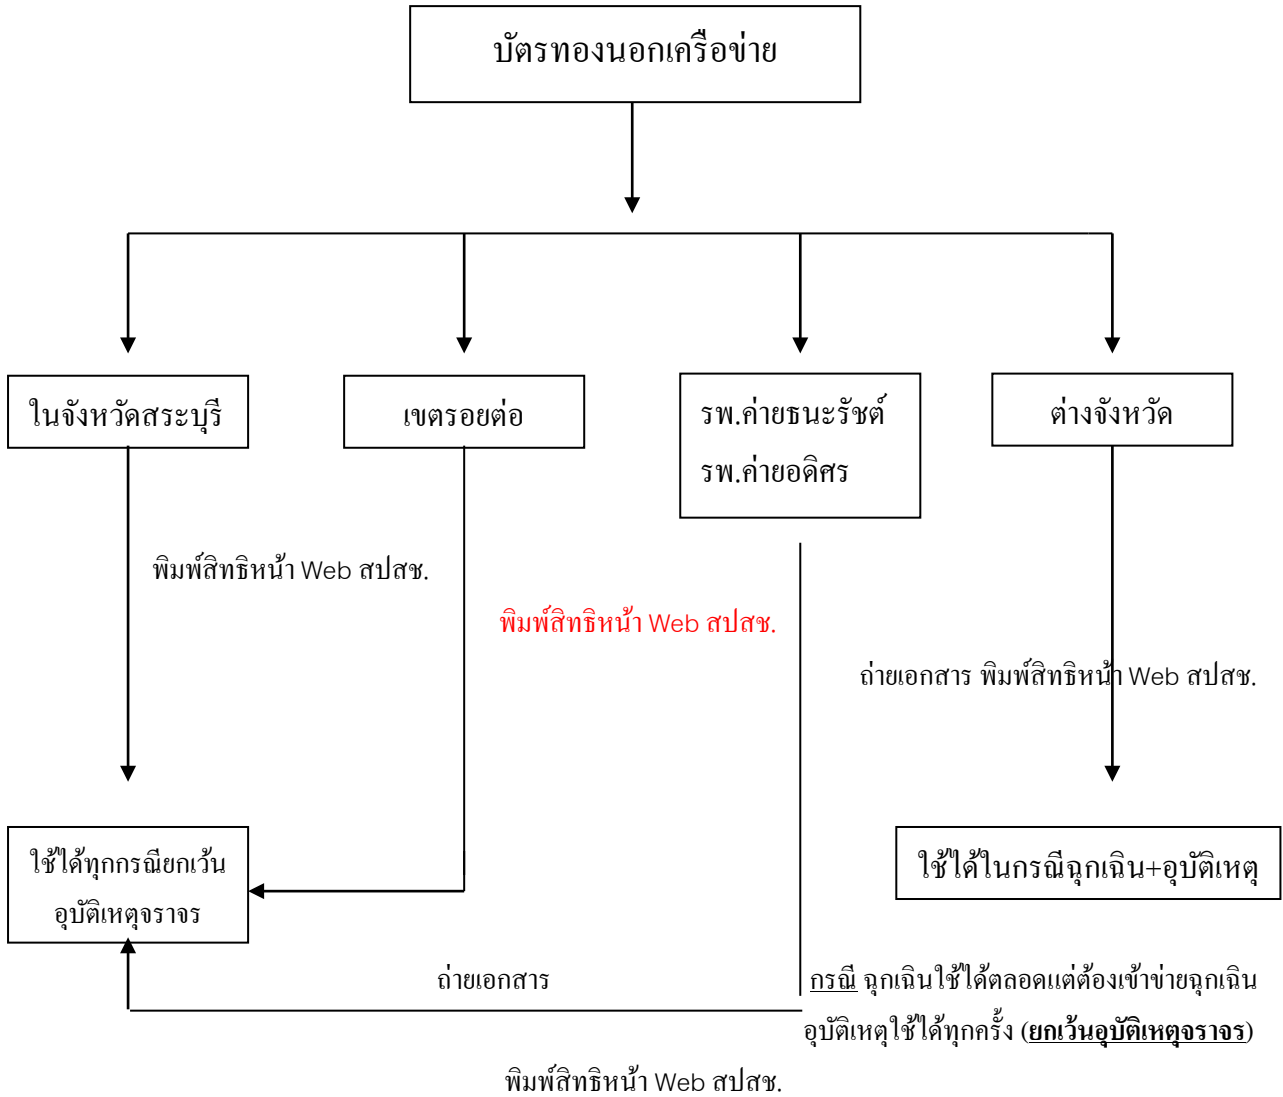 บัตรทองนอกเครือข่าย
ในจังหวัดสระบุรี
เขตรอยต่อ
รพ.ค่ายธนะรัชต์
รพ.ค่ายอดิศร
ต่างจังหวัด
พิมพ์สิทธิหน้า Web สปสช.
พิมพ์สิทธิหน้า Web สปสช.
ถ่ายเอกสาร พิมพ์สิทธิหน้า Web สปสช.
ใช้ได้ทุกกรณียกเว้น
อุบัติเหตุจราจร
ใช้ได้ในกรณีฉุกเฉิน+อุบัติเหตุ
ถ่ายเอกสาร
กรณี ฉุกเฉินใช้ได้ตลอดแต่ต้องเข้าข่ายฉุกเฉิน
อุบัติเหตุใช้ได้ทุกครั้ง (ยกเว้นอุบัติเหตุจราจร)
พิมพ์สิทธิหน้า Web สปสช.